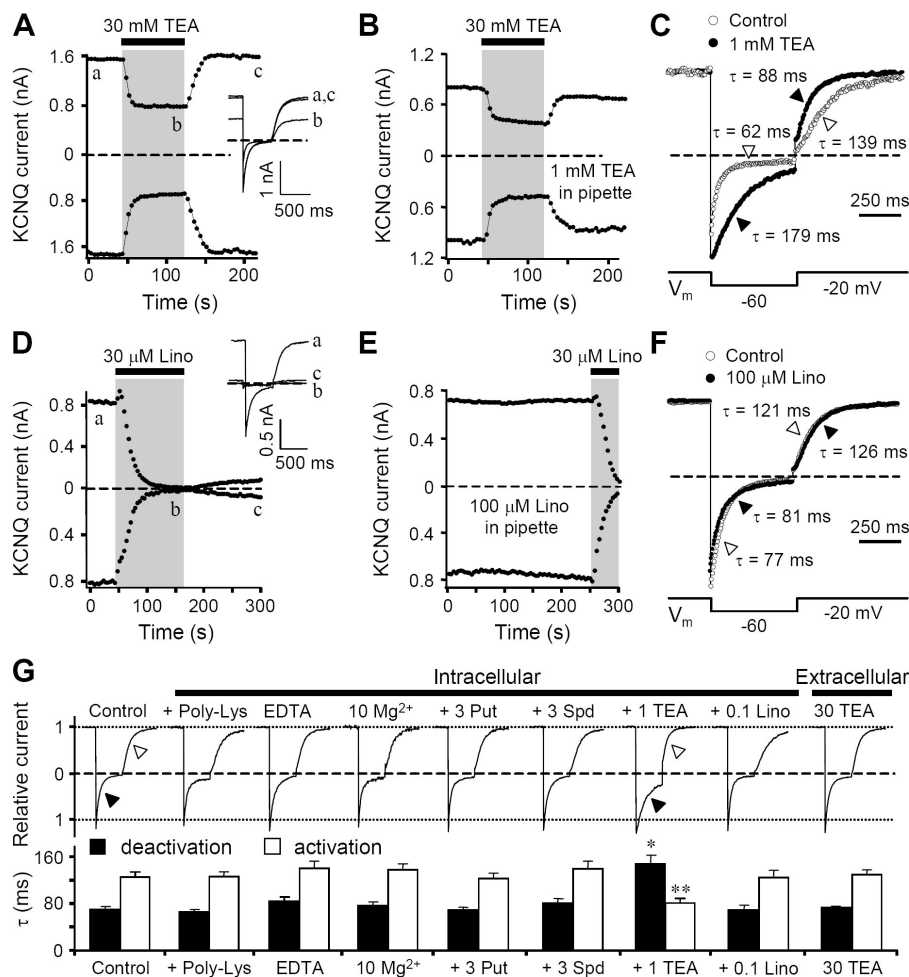 A
30 mM TEA
KCNQ current (nA)
1.6
0.8
0
0.8
1.6
a
b
c
a,c
b
1 nA
500 ms
0 100 200
Time (s)
B
30 mM TEA
KCNQ current (nA)
1.2
0.6
0
0.6
1.2
1 mM TEA
in pipette
0 100 200
Time (s)
C
Control
1 mM TEA
τ = 88 ms
τ = 62 ms
τ = 139 ms
τ = 179 ms
250 ms
Vm
-60
-20 mV
D
30 μM Lino
KCNQ current (nA)
0.8
0.4
0
0.4
0.8
a
b
c
a
c
b
0.5 nA
500 ms
0 100 200 300
Time (s)
E
30 μM Lino
KCNQ current (nA)
0.8
0.4
0
0.4
0.8
100 μM Lino
in pipette
0 100 200 300
Time (s)
F
Control
100 μM Lino
τ = 121 ms
τ = 126 ms
τ = 81 ms
τ = 77 ms
250 ms
Vm
-60
-20 mV
G
Intracellular
Extracellular
Control + Poly-Lys EDTA 10 Mg2+ + 3 Put + 3 Spd + 1 TEA + 0.1 Lino 30 TEA
Relative current
1
0
1
deactivation activation
τ (ms)
160
80
0
*
**
Control + Poly-Lys EDTA 10 Mg2+ + 3 Put + 3 Spd + 1 TEA + 0.1 Lino 30 TEA